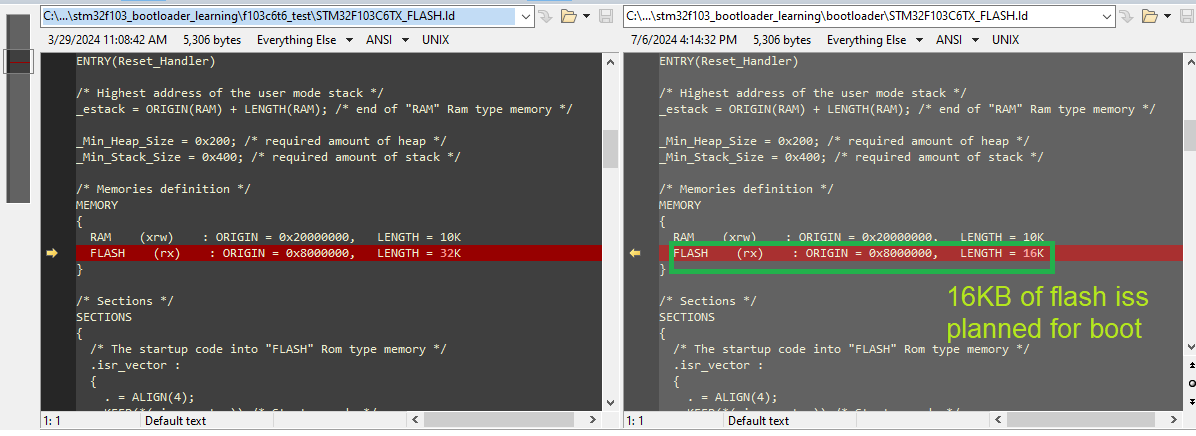 C:\...\stm32f103_bootloader_learning\f103c6t6_test\STM32F103C6TX_FLASH.ld
3/29/2024 11:08:42 AM 5,306 bytes Everything Else ANSI UNIX
ENTRY(Reset_Handler)
/* Highest address of the user mode stack */
_estack = ORIGIN(RAM) + LENGTH(RAM); /* end of "RAM" Ram type memory */
_Min_Heap_Size = 0x200; /* required amount of heap */
_Min_Stack_Size = 0x400; /* required amount of stack */
/* Memories definition */
MEMORY
{
RAM (xrw) : ORIGIN = 0x20000000, LENGTH = 10K
FLASH (rx) : ORIGIN = 0x8000000, LENGTH = 32K
}
/* Sections */
SECTIONS
{
/* The startup code into "FLASH" Rom type memory */
.isr_vector :
{
. = ALIGN(4);
1: 1 Default text
C:\...\stm32f103_bootloader_learning\bootloader\STM32F103C6TX_FLASH.ld
7/6/2024 4:14:32 PM 5,306 bytes Everything Else ANSI UNIX
ENTRY(Reset_Handler)
/* Highest address of the user mode stack */
_estack = ORIGIN(RAM) + LENGTH(RAM); /* end of "RAM" Ram type memory */
_Min_Heap_Size = 0x200; /* required amount of heap */
_Min_Stack_Size = 0x400; /* required amount of stack */
/* Memories definition */
MEMORY
{
RAM (xrw) : ORIGIN = 0x20000000, LENGTH = 10K
FLASH (rx) : ORIGIN = 0x8000000, LENGTH = 16K
}
/* Sections */
SECTIONS
{
/* The startup code into "FLASH" Rom type memory */
.isr_vector :
{
. = ALIGN(4);
16KB of flash iss
planned for boot
1: 1 Default text